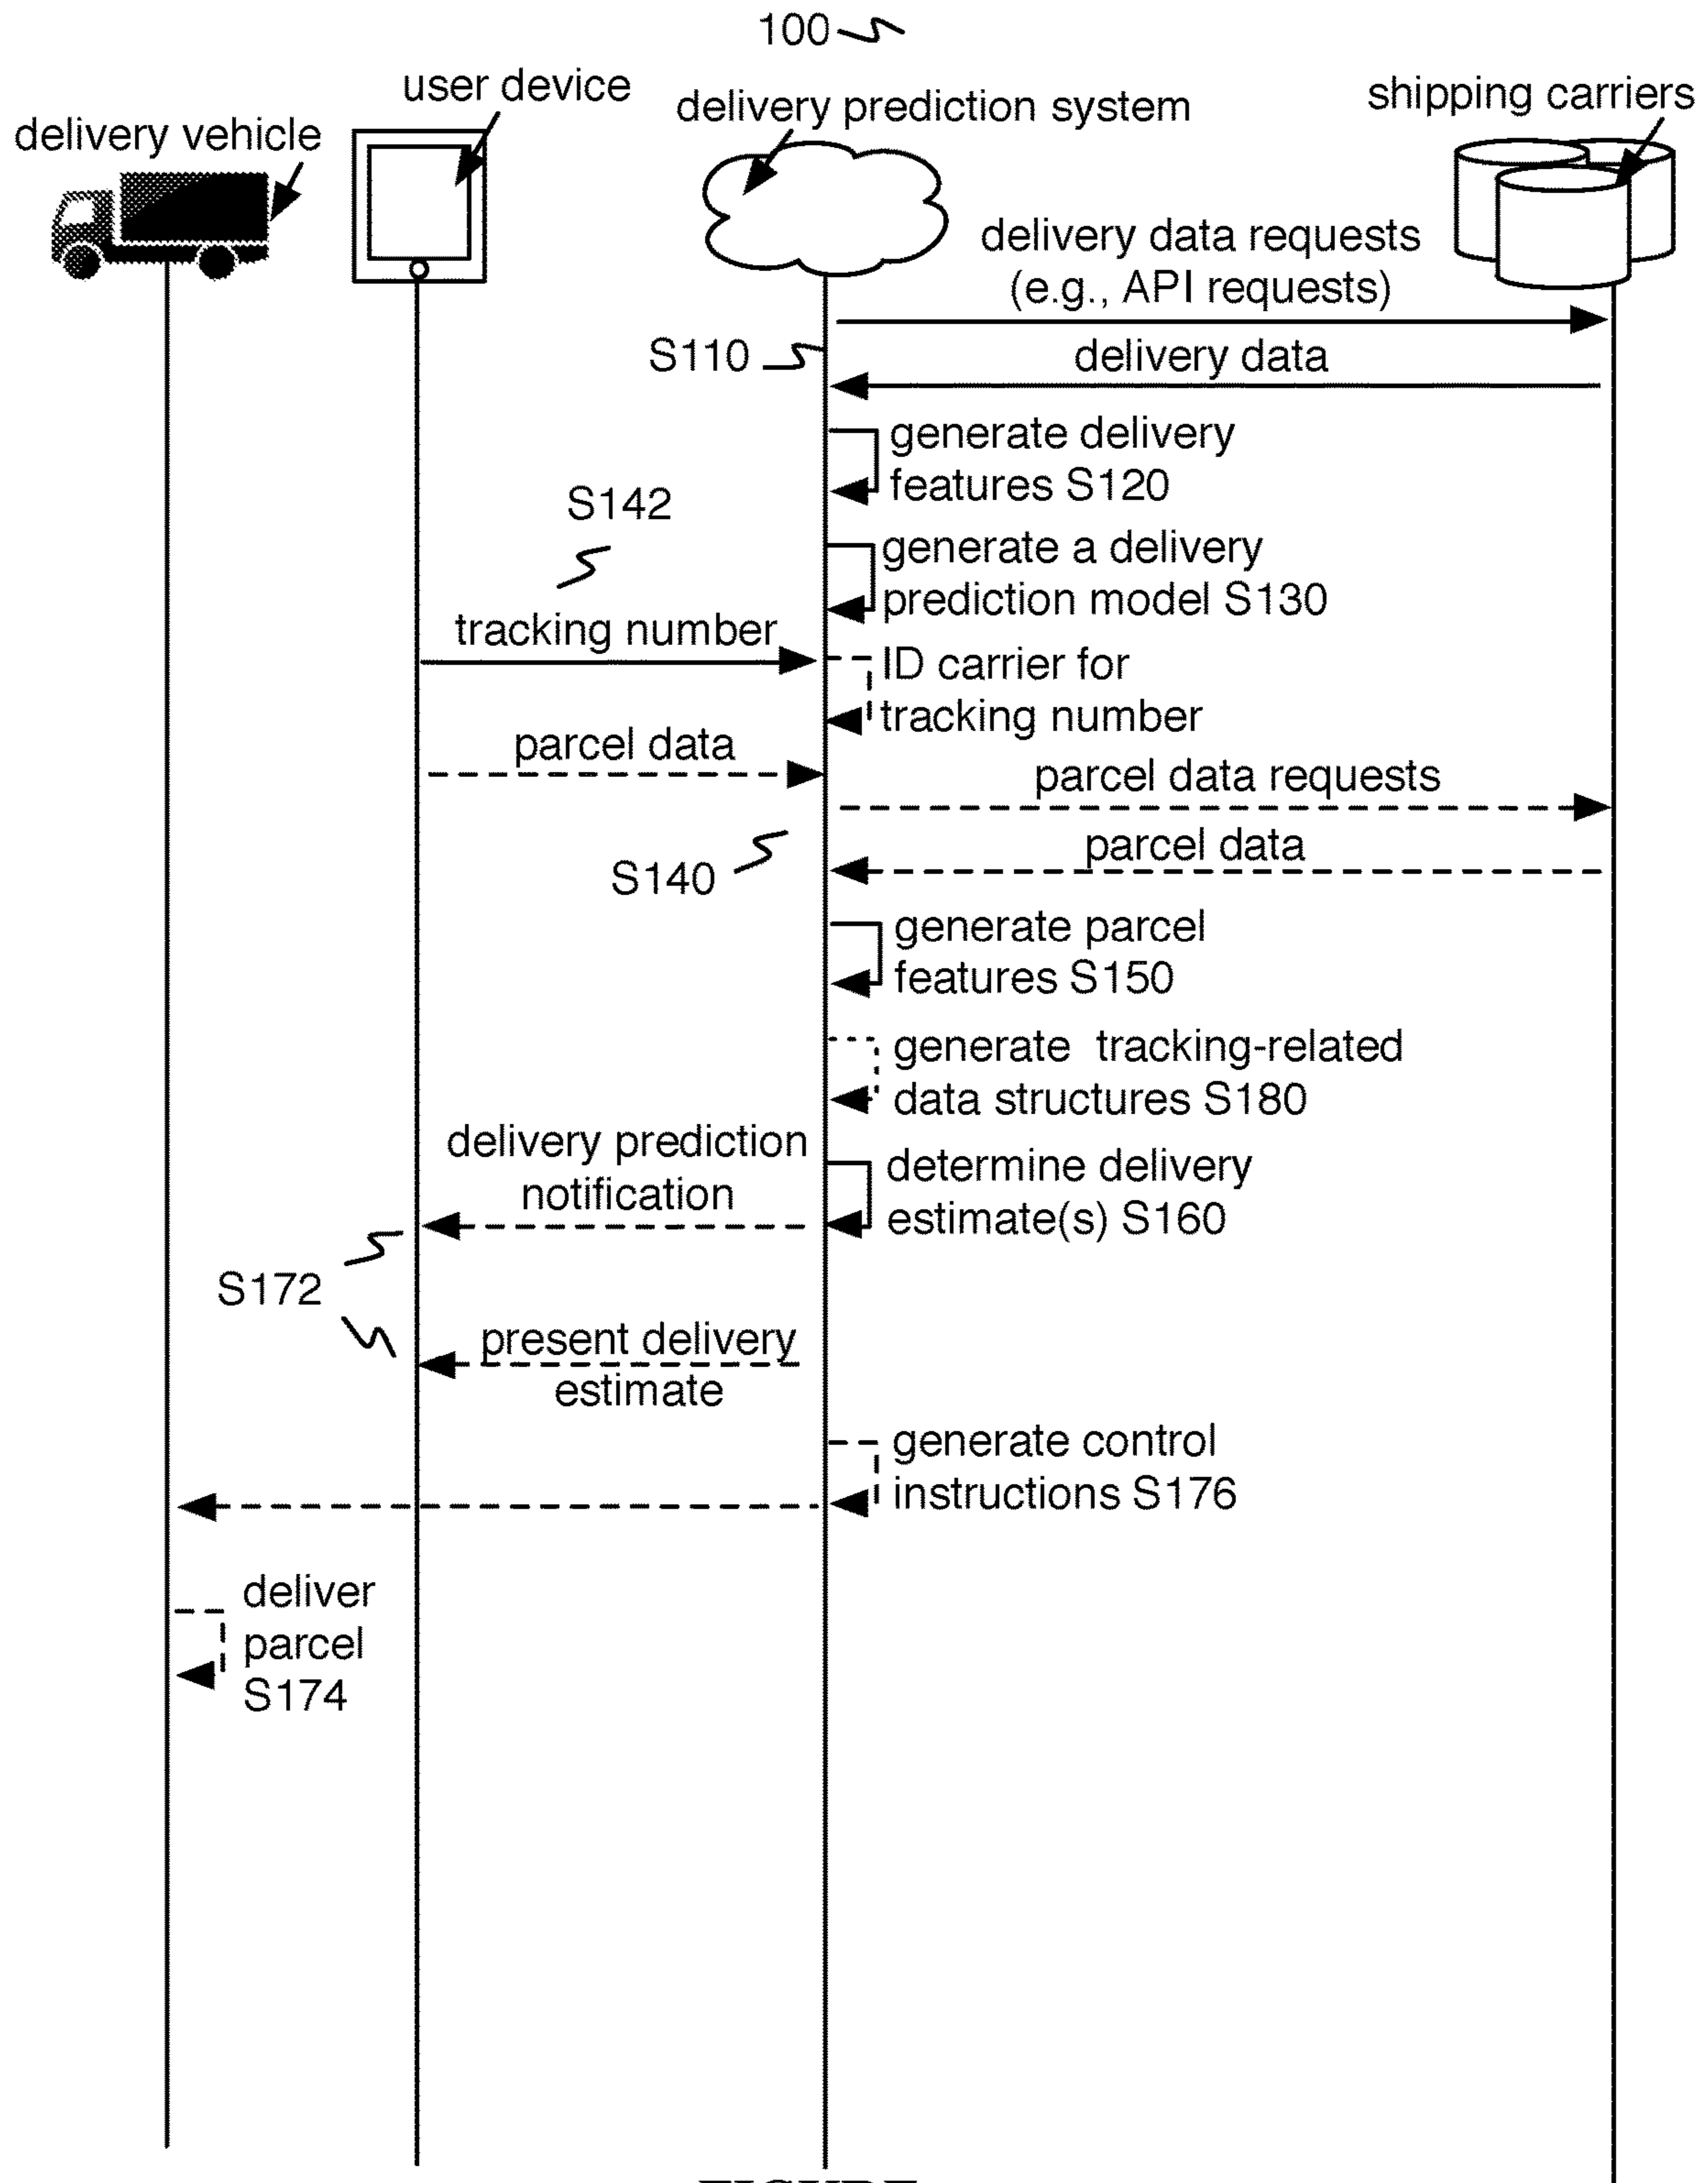 100
user device
delivery prediction system
shipping carriers
delivery vehicle
delivery data requests
(e.g., API requests)
S110
delivery data
generate delivery
features S120
S142
generate a delivery
prediction model S130
tracking number
ID carrier for
tracking number
parcel data
parcel data requests
S140
parcel data
generate parcel
features S150
generate tracking-related
data structures S180
delivery prediction
notification
determine delivery
estimate(s) S160
S172
present delivery
estimate
generate control
instructions S176
deliver
parcel
S174